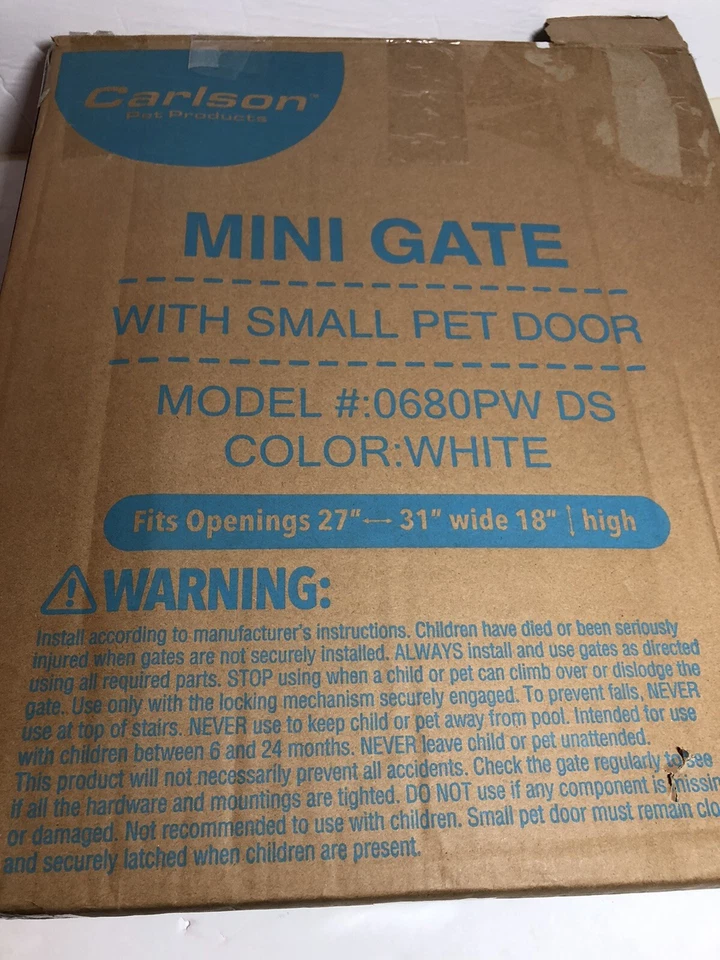 Carlson™
Pet Products
MINI GATE
WITH SMALL PET DOOR
MODEL #:0680PW DS
COLOR:WHITE
Fits Openings 27"↔ 31" wide 18" | high
WARNING:
Install according to manufacturer's instructions. Children have died or been seriously
injured when gates are not securely installed. ALWAYS install and use gates as directed
using all required parts. STOP using when a child or pet can climb over or dislodge the
gate. Use only with the locking mechanism securely engaged. To prevent falls, NEVER
use at top of stairs. NEVER use to keep child or pet away from pool. Intended for use
with children between 6 and 24 months. NEVER leave child or pet unattended.
This product will not necessarily prevent all accidents. Check the gate regularly to see
if all the hardware and mountings are tighted. DO NOT use if any component is missin
or damaged. Not recommended to use with children. Small pet door must remain clo
and securely latched when children are present.